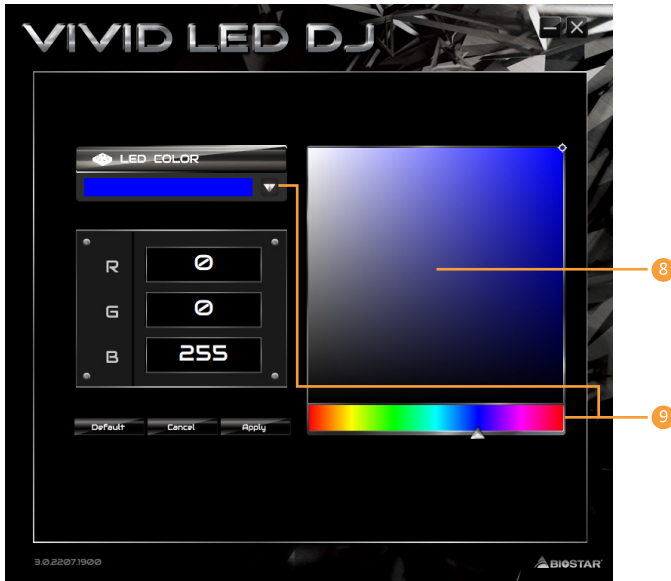 VIVID LED DJ
LED COLOR
R 0
G 0
B 255
Default Cancel Apply
8
9
3.0.2207.1900
BIOSTAR